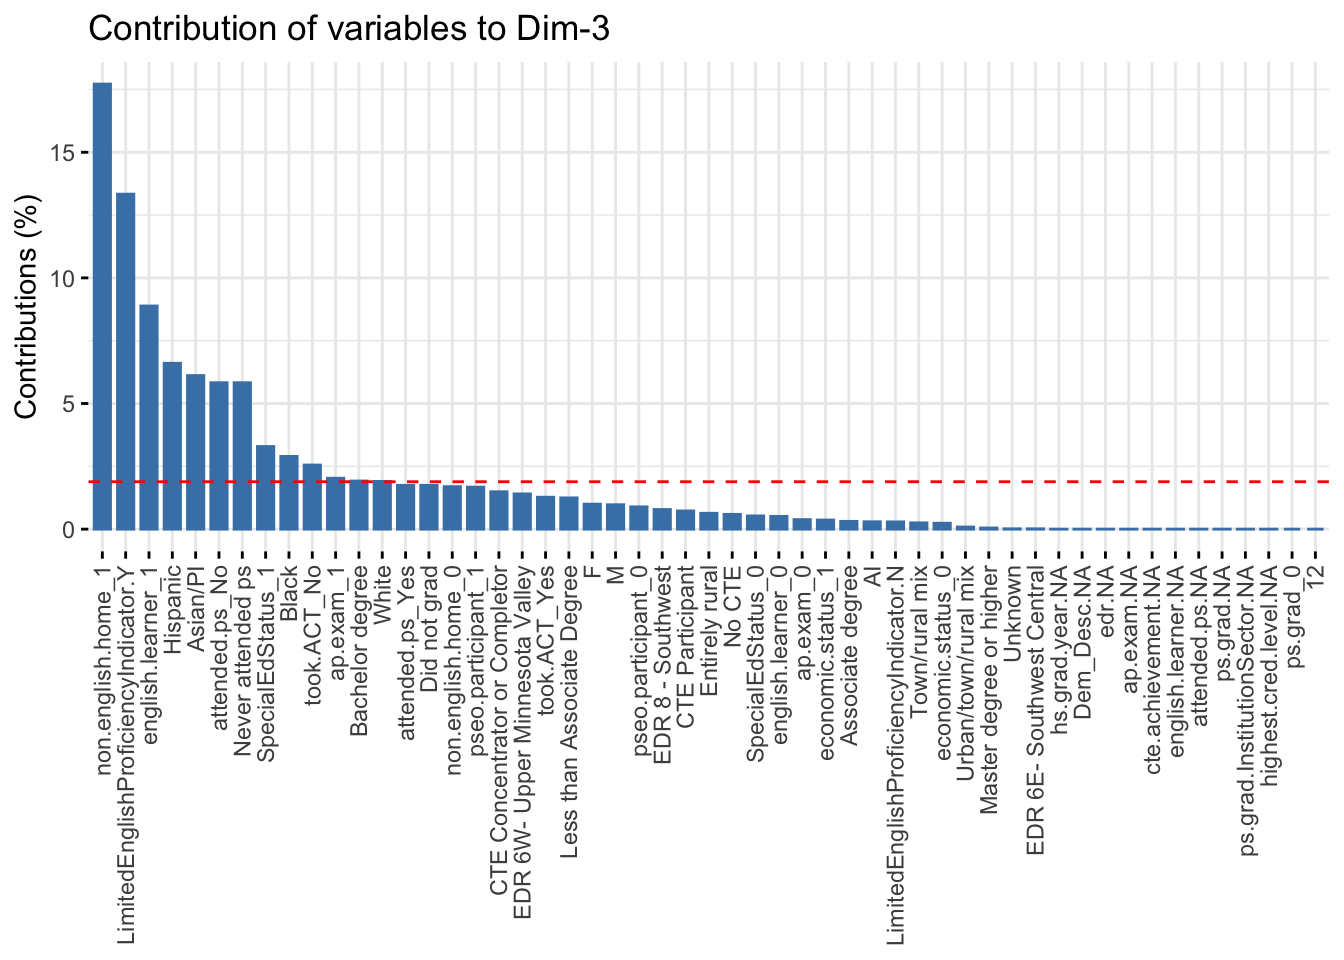 Contribution of variables to Dim-3
Contributions (%)
15
10
5
0
non.english.home_1
LimitedEnglishProficiencyIndicator.Y
english.learner_1
Hispanic
Asian/PI
attended.ps_No
Never attended ps
SpecialEdStatus_1
Black
took.ACT_No
ap.exam_1
Bachelor degree
White
attended.ps_Yes
Did not grad
non.english.home_0
pseo.participant_1
CTE Concentrator or Completor
EDR 6W- Upper Minnesota Valley
took.ACT_Yes
Less than Associate Degree
F
M
pseo.participant_0
EDR 8 - Southwest
CTE Participant
Entirely rural
No CTE
SpecialEdStatus_0
english.learner_0
ap.exam_0
economic.status_1
Associate degree
AI
LimitedEnglishProficiencyIndicator.N
Town/rural mix
economic.status_0
Urban/town/rural mix
Master degree or higher
Unknown
EDR 6E- Southwest Central
hs.grad.year.NA
Dem_Desc.NA
edr.NA
ap.exam.NA
cte.achievement.NA
english.learner.NA
attended.ps.NA
ps.grad.NA
ps.grad.InstitutionSector.NA
highest.cred.level.NA
ps.grad_0
12